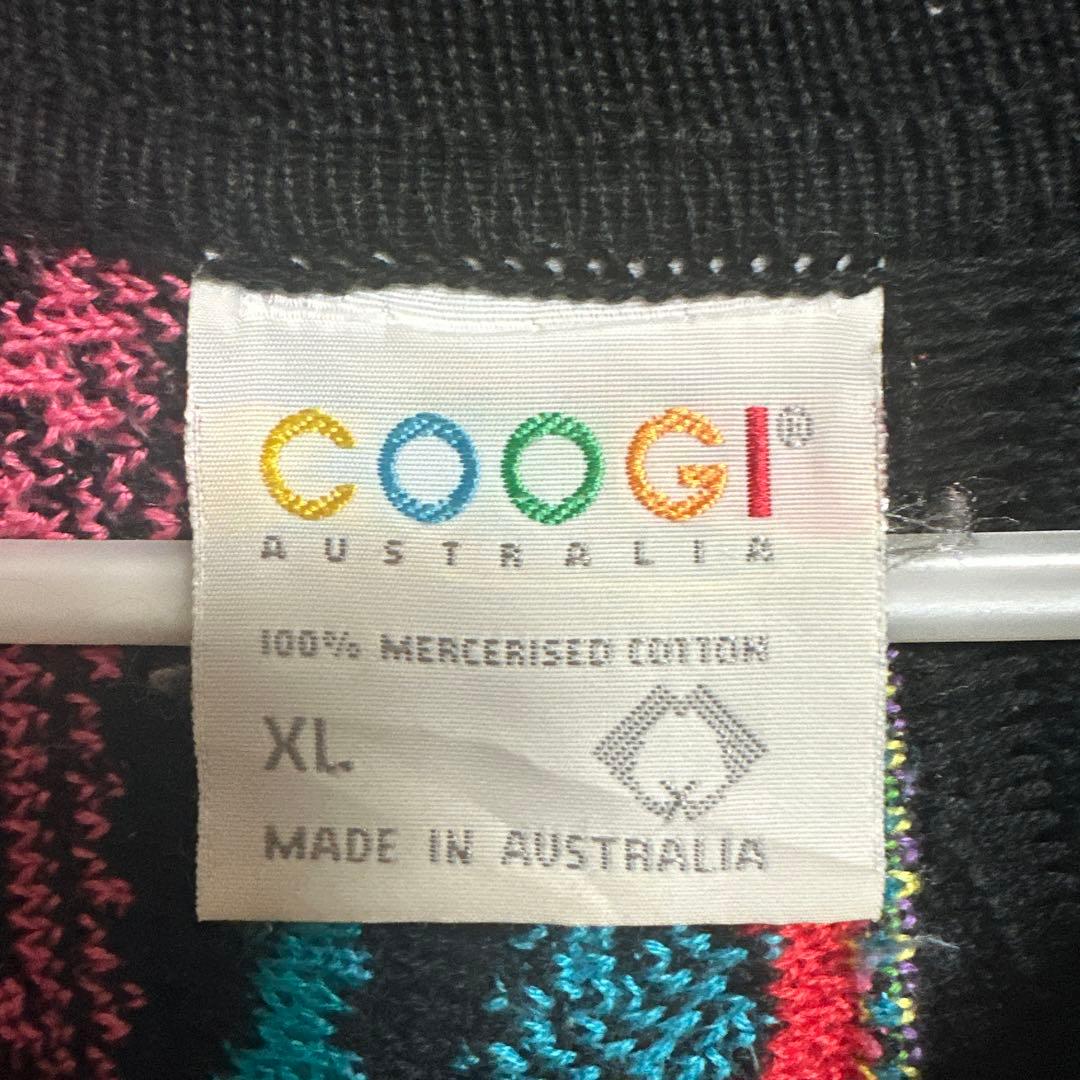 COOGI®
AUSTRALIA
100% MERCERISED COTTON
XL
MADE IN AUSTRALIA